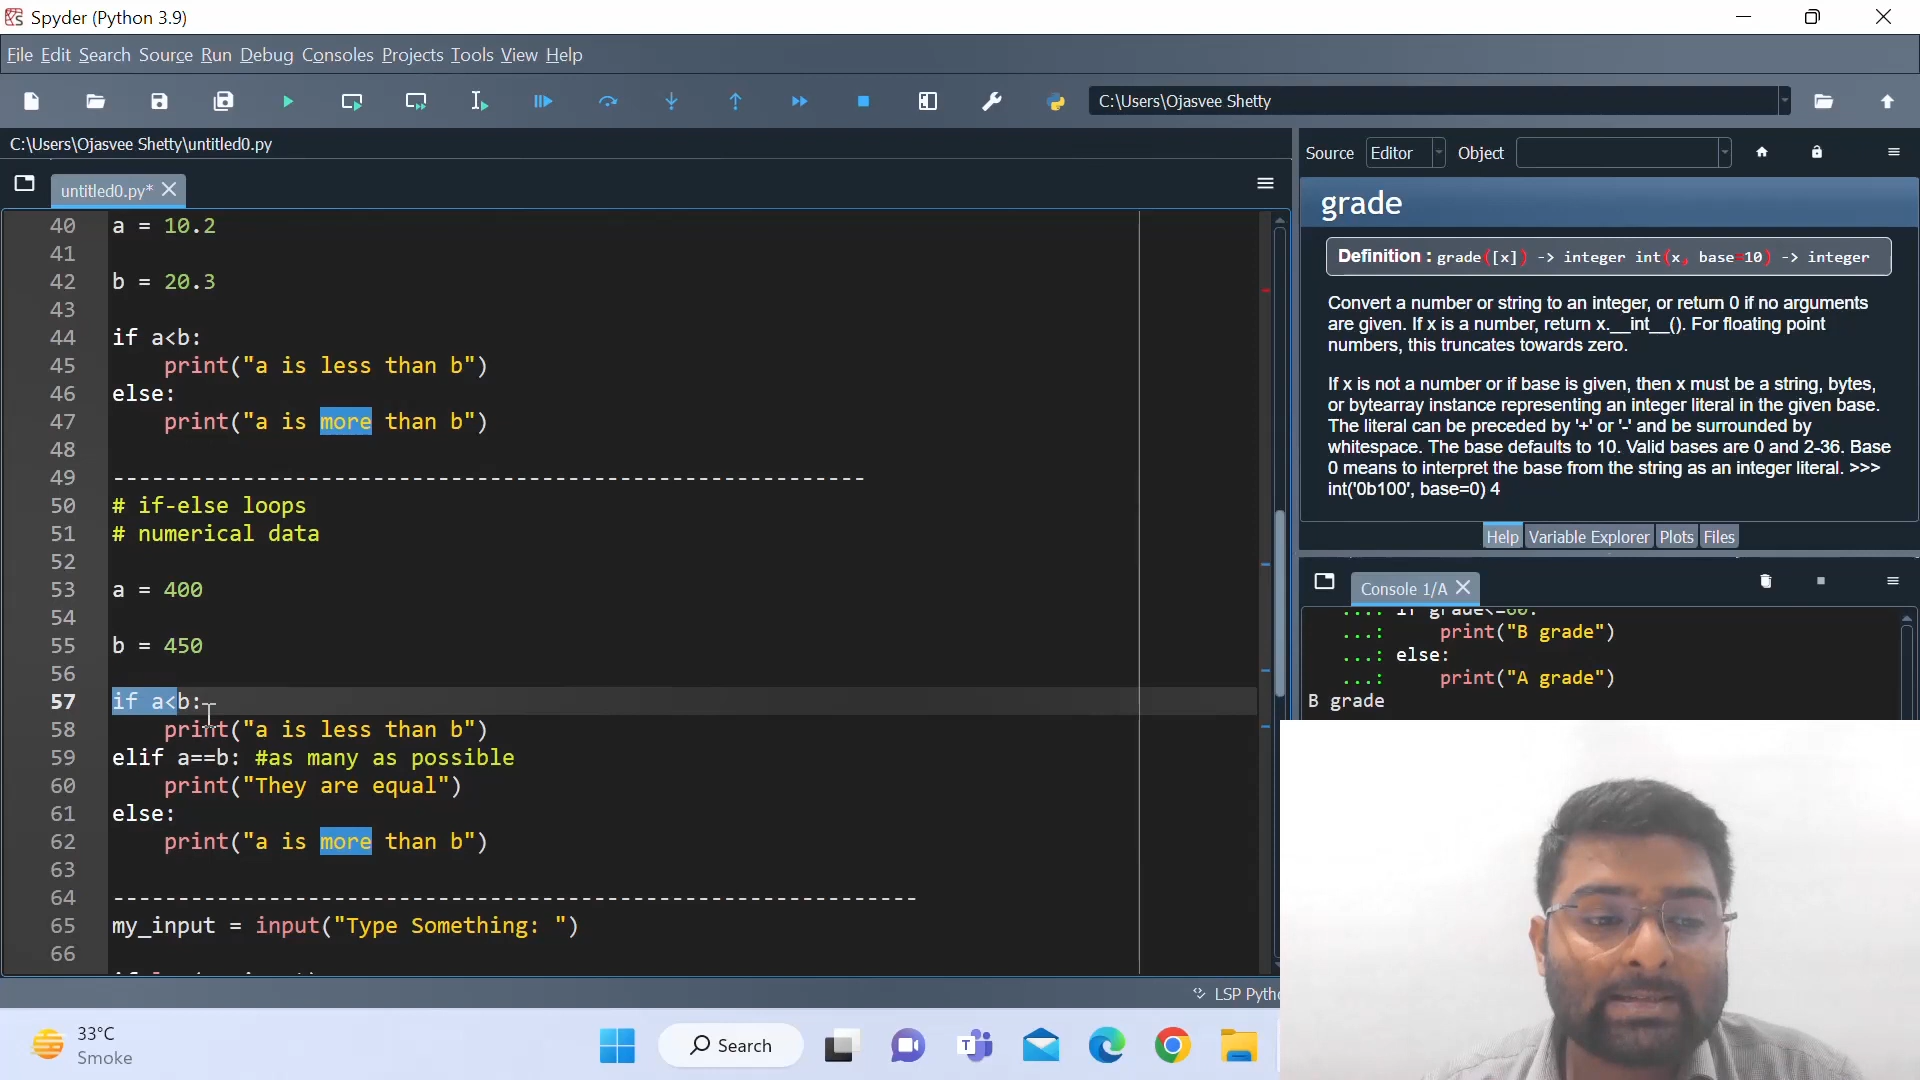 Spyder (Python 3.9)
File Edit Search Source Run Debug Consoles Projects Tools View Help
C:\Users\Ojasvee Shetty
C:\Users\Ojasvee Shetty\untitled0.py
untitled0.py*
40 a = 10.2
41
42 b = 20.3
43
44 if a<b:
45 print("a is less than b")
46 else:
47 print("a is more than b")
48
49 ----------------------------------------------------------
50 # if-else loops
51 # numerical data
52
53 a = 400
54
55 b = 450
56
57 if a<b:
58 print("a is less than b")
59 elif a==b: #as many as possible
60 print("They are equal")
61 else:
62 print("a is more than b")
63
64 --------------------------------------------------------------
65 my_input = input("Type Something: ")
66
LSP Pytho
Source Editor Object
grade
Definition : grade([x]) -> integer int(x, base=10) -> integer
Convert a number or string to an integer, or return 0 if no arguments
are given. If x is a number, return x.__int__(). For floating point
numbers, this truncates towards zero.
If x is not a number or if base is given, then x must be a string, bytes,
or bytearray instance representing an integer literal in the given base.
The literal can be preceded by '+' or '-' and be surrounded by
whitespace. The base defaults to 10. Valid bases are 0 and 2-36. Base
0 means to interpret the base from the string as an integer literal. >>>
int('0b100', base=0) 4
Help Variable Explorer Plots Files
Console 1/A
...: if grade<=60:
...: print("B grade")
...: else:
...: print("A grade")
B grade
33°C
Smoke
Search